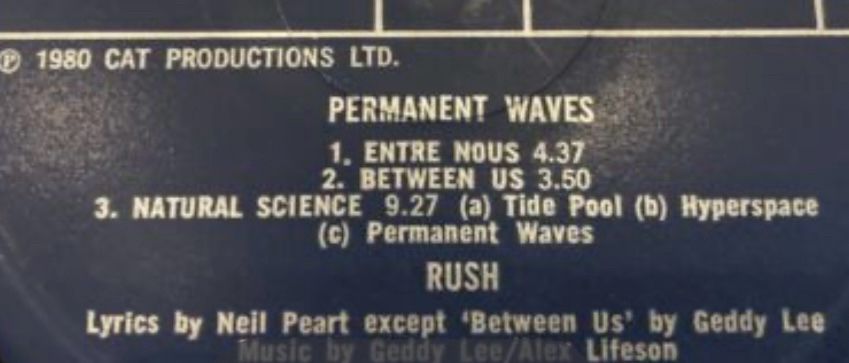 ℗ 1980 CAT PRODUCTIONS LTD.
PERMANENT WAVES
1. ENTRE NOUS 4.37
2. BETWEEN US 3.50
3. NATURAL SCIENCE 9.27 (a) Tide Pool (b) Hyperspace
(c) Permanent Waves
RUSH
Lyrics by Neil Peart except 'Between Us' by Geddy Lee
Music by Geddy Lee/Alex Lifeson